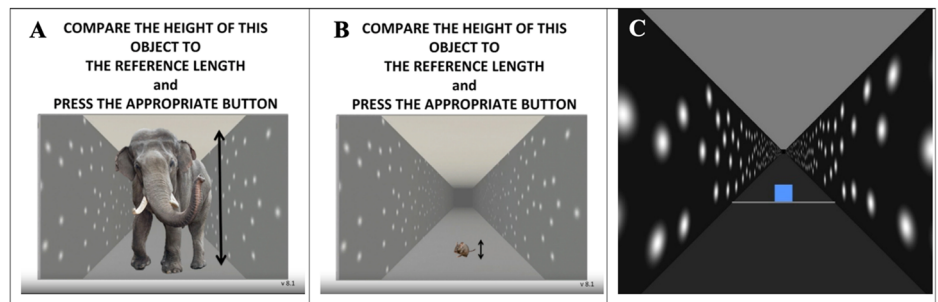 A
COMPARE THE HEIGHT OF THIS
OBJECT TO
THE REFERENCE LENGTH
and
PRESS THE APPROPRIATE BUTTON
v 8.1
B
COMPARE THE HEIGHT OF THIS
OBJECT TO
THE REFERENCE LENGTH
and
PRESS THE APPROPRIATE BUTTON
v 8.1
C